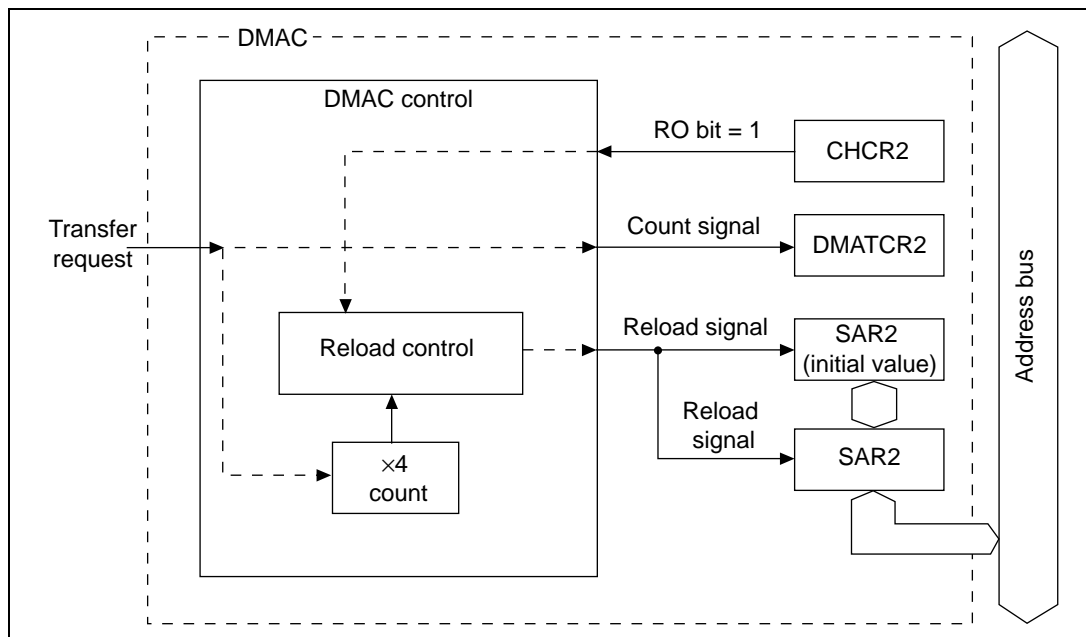 DMAC
DMAC control
RO bit = 1
CHCR2
Transfer
request
Count signal
DMATCR2
Reload control
Reload signal
SAR2
(initial value)
Reload
signal
SAR2
×4
count
Address bus